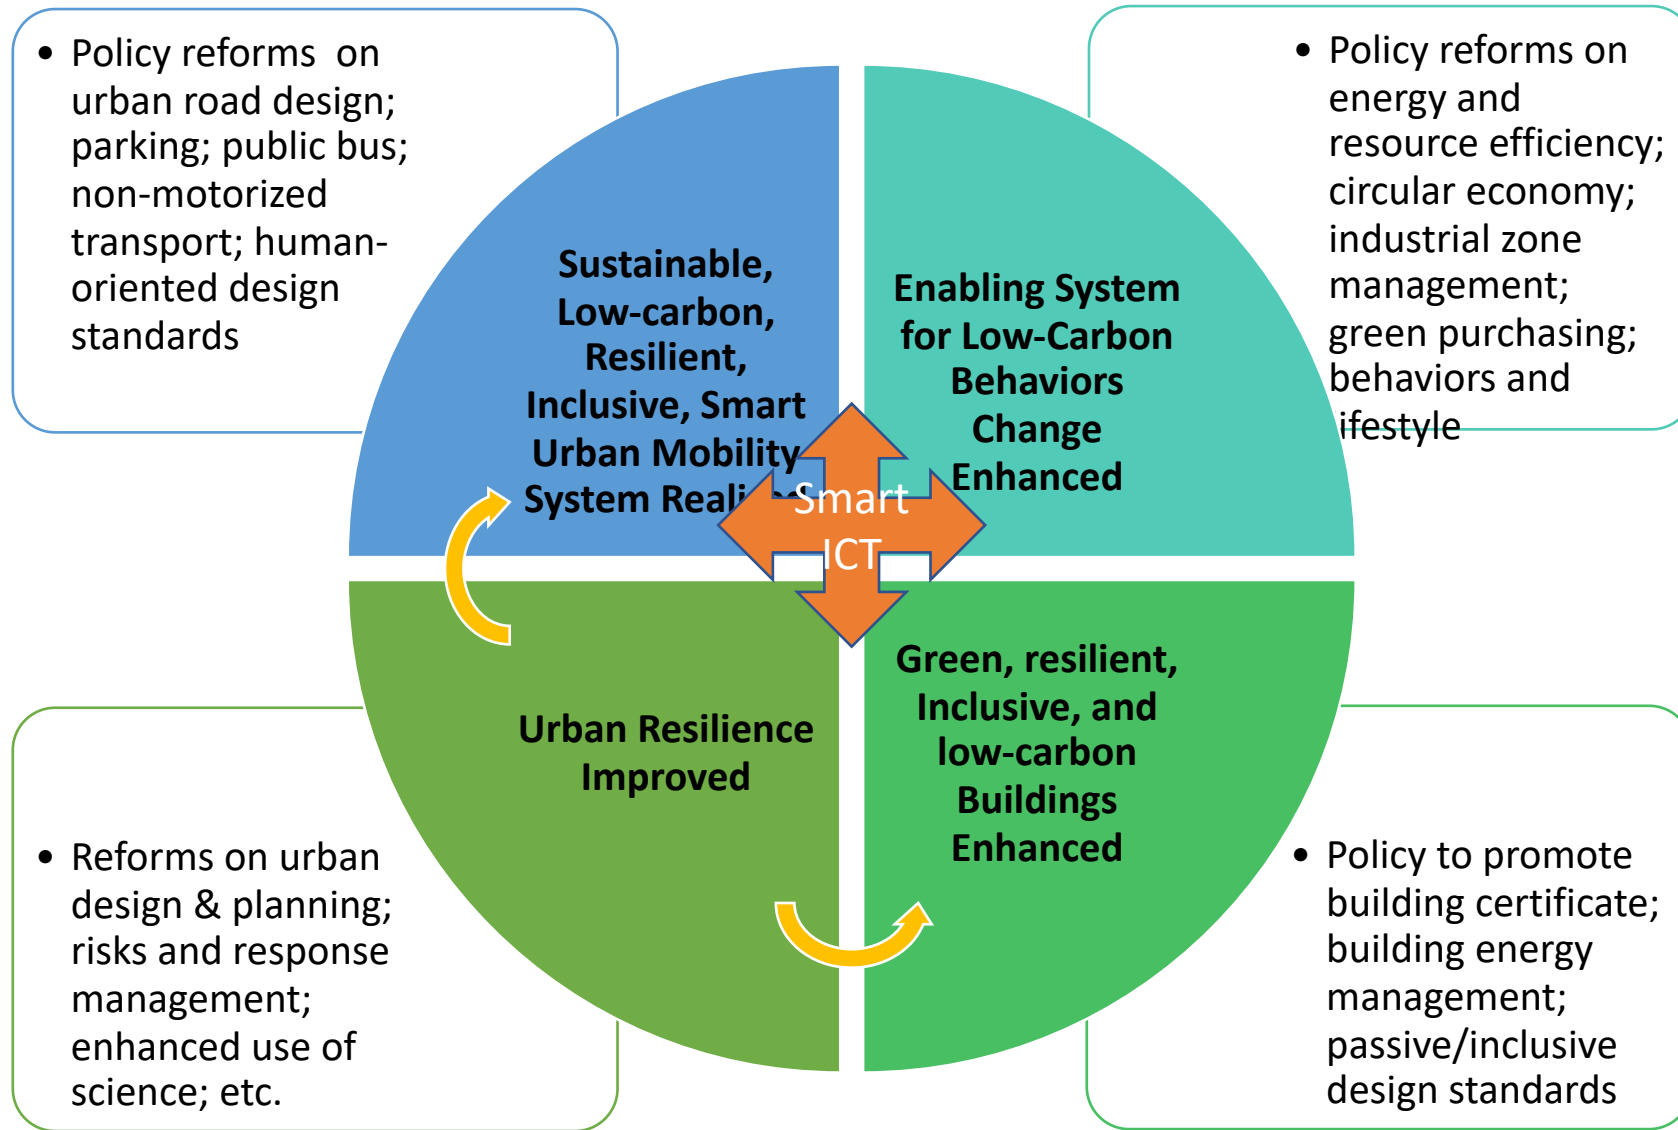 • Policy reforms on
urban road design;
parking; public bus;
non-motorized
transport; human-
oriented design
standards
Sustainable,
Low-carbon,
Resilient,
Inclusive, Smart
Urban Mobility
System
Enabling System
for Low-Carbon
Behaviors
Change
Enhanced
• Policy reforms on
energy and
resource efficiency;
circular economy;
industrial zone
management;
green purchasing;
behaviors and
lifestyle
Smart
ICT
Urban Resilience
Improved
Green, resilient,
Inclusive, and
low-carbon
Buildings
Enhanced
• Reforms on urban
design & planning;
risks and response
management;
enhanced use of
science; etc.
• Policy to promote
building certificate;
building energy
management;
passive/inclusive
design standards